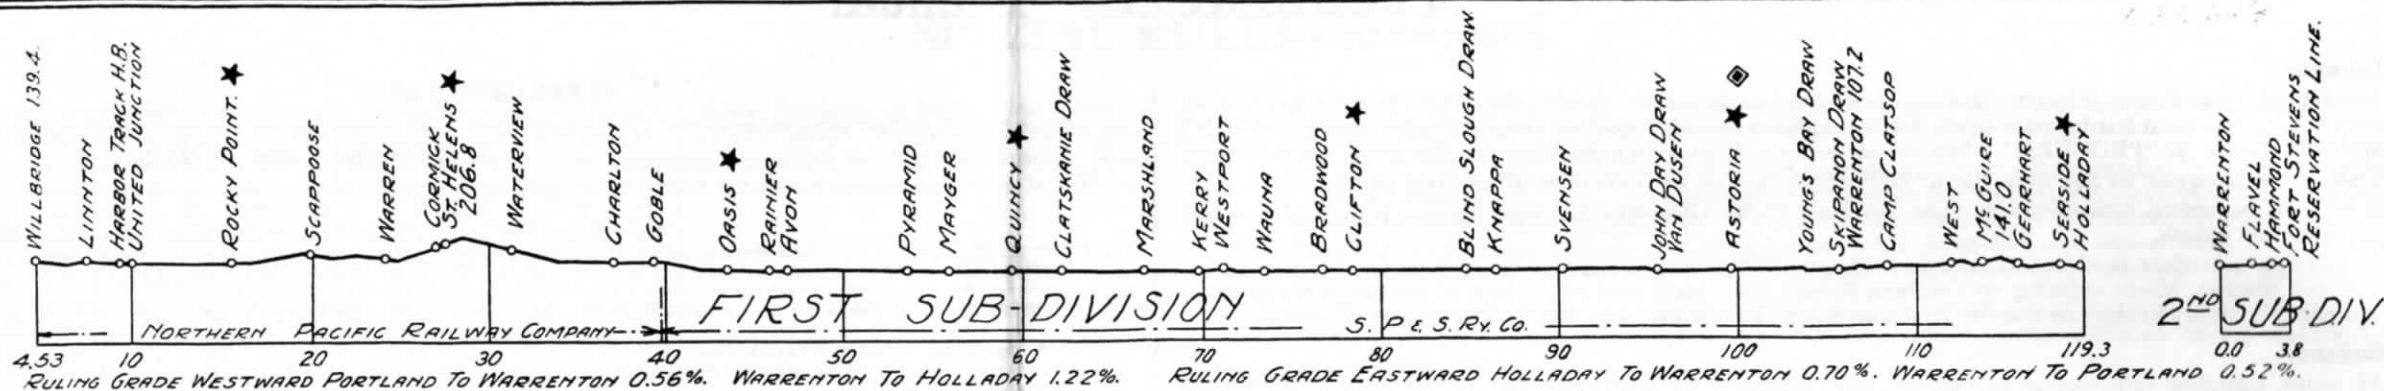 WILLBRIDGE 139.4.
LINNTON
HARBOR TRACK H.B.
UNITED JUNCTION
ROCKY POINT.
SCAPPOOSE
WARREN
CORMICK
ST. HELENS
206.8
WATERVIEW
CHARLTON
GOBLE
OASIS
RAINIER
AVON
PYRAMID
MAYGER
QUINCY
CLATSKANIE DRAW
MARSHLAND
KERRY
WESTPORT
WAUNA
BRADWOOD
CLIFTON
BLIND SLOUGH DRAW.
KNAPPA
SVENSEN
JOHN DAY DRAW
VAN DUSEN
ASTORIA
YOUNGS BAY DRAW
SKIPANON DRAW
WARRENTON 107.2
CAMP CLATSOP
WEST
McGUIRE
141.0
GEARHART
SEASIDE
HOLLADAY
WARRENTON
FLAVEL
HAMMOND
FORT STEVENS
RESERVATION LINE.
FIRST SUB-DIVISION
2ND SUB-DIV.
NORTHERN PACIFIC RAILWAY COMPANY
S. P & S. RY. CO.
4.53 10 20 30 40 50 60 70 80 90 100 110 119.3 0.0 3.8
RULING GRADE WESTWARD PORTLAND TO WARRENTON 0.56%. WARRENTON TO HOLLADAY 1.22%. RULING GRADE EASTWARD HOLLADAY TO WARRENTON 0.70%. WARRENTON TO PORTLAND 0.52%.